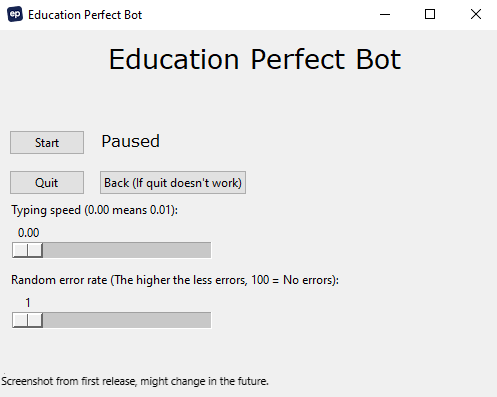 ep Education Perfect Bot
Education Perfect Bot
Start Paused
Quit Back (If quit doesn't work)
Typing speed (0.00 means 0.01):
0.00
Random error rate (The higher the less errors, 100 = No errors):
1
Screenshot from first release, might change in the future.